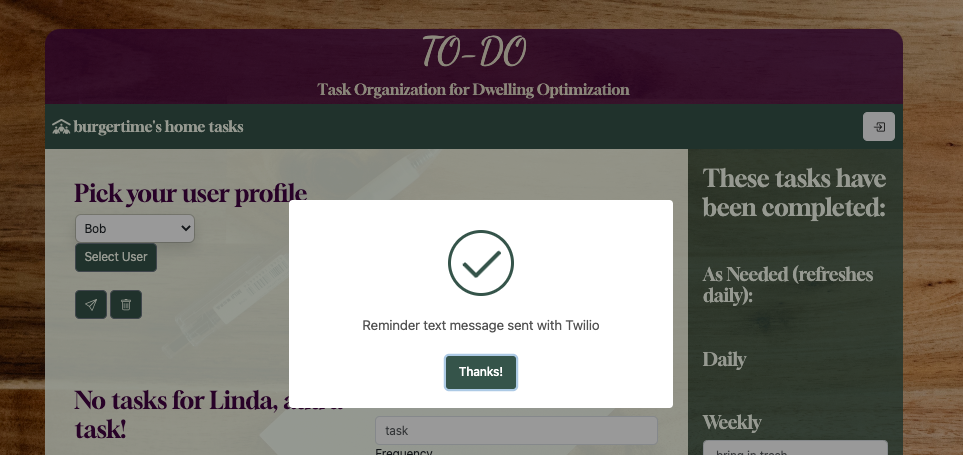 TO-DO
Task Organization for Dwelling Optimization
burgertime's home tasks
Pick your user profile
Bob
Select User
Reminder text message sent with Twilio
Thanks!
No tasks for Linda,
task!
task
Frequency
These tasks have
been completed:
As Needed (refreshes
daily):
Daily
Weekly
bring in trash